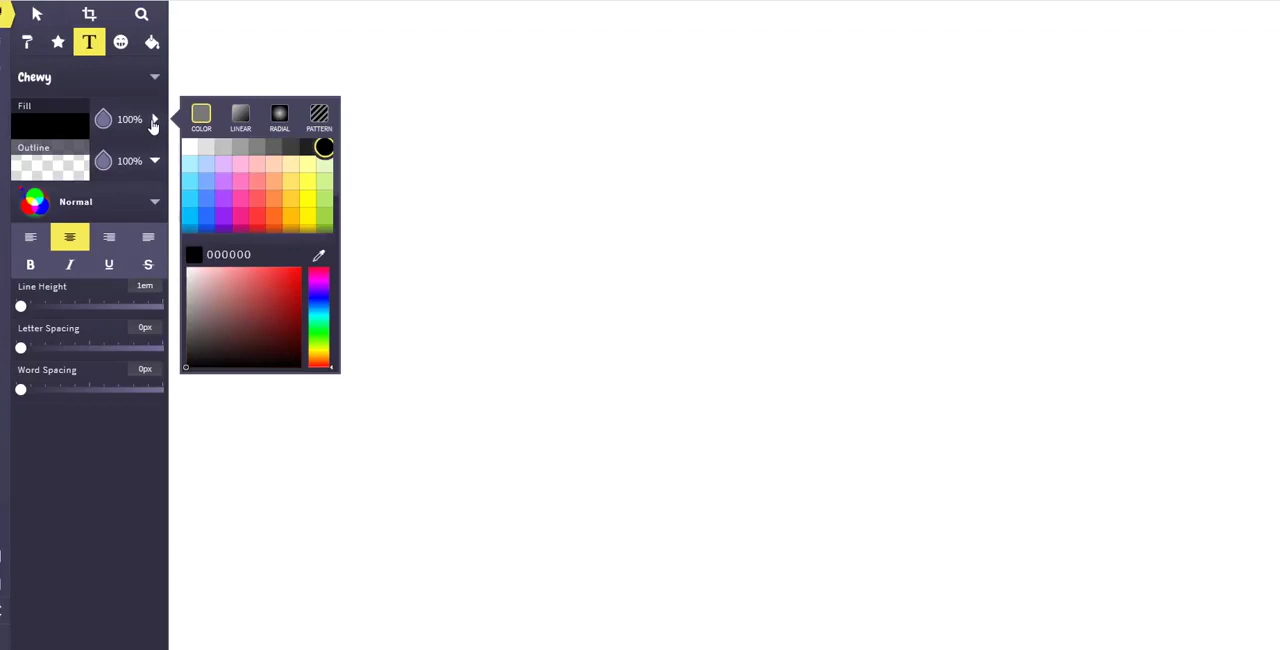 T
Chewy
Fill
100%
Outline
100%
Normal
B I U S
Line Height 1em
Letter Spacing 0px
Word Spacing 0px
COLOR LINEAR RADIAL PATTERN
000000